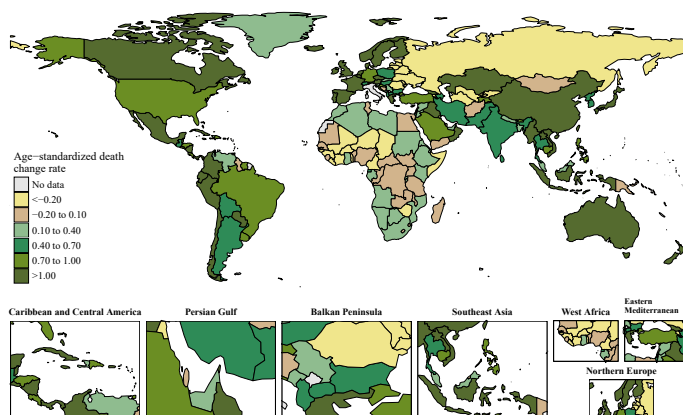 Age−standardized death
change rate
No data
<−0.20
−0.20 to 0.10
0.10 to 0.40
0.40 to 0.70
0.70 to 1.00
>1.00
Caribbean and Central America
Persian Gulf
Balkan Peninsula
Southeast Asia
West Africa
Eastern
Mediterranean
Northern Europe